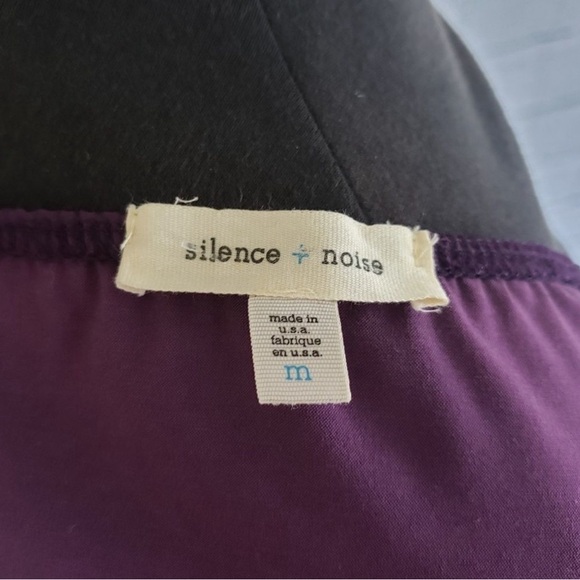 silence + noise
made in
u.s.a.
fabrique
en u.s.a.
m